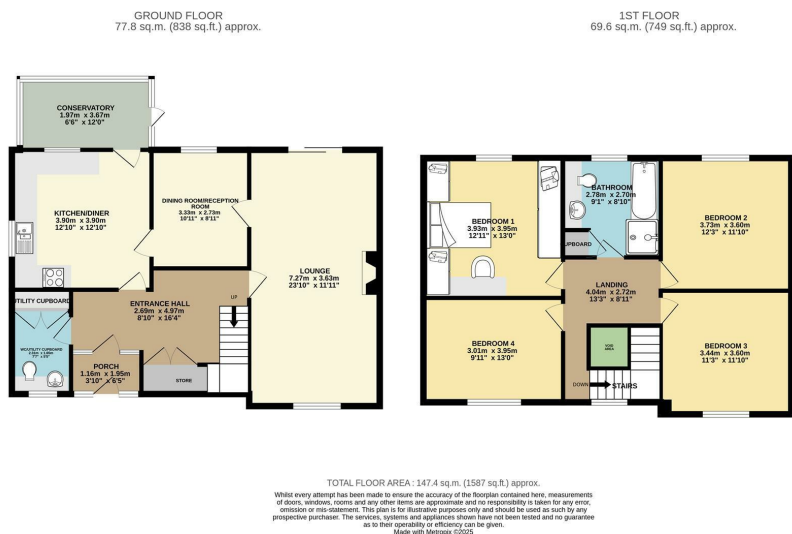 GROUND FLOOR
77.8 sq.m. (838 sq.ft.) approx.
1ST FLOOR
69.6 sq.m. (749 sq.ft.) approx.
CONSERVATORY
1.97m x 3.67m
6'6" x 12'0"
KITCHEN/DINER
3.90m x 3.90m
12'10" x 12'10"
DINING ROOM/RECEPTION
ROOM
3.33m x 2.73m
10'11" x 8'11"
LOUNGE
7.27m x 3.63m
23'10" x 11'11"
UTILITY CUPBOARD
ENTRANCE HALL
2.69m x 4.97m
8'10" x 16'4"
UP
WC/UTILITY CUPBOARD
PORCH
1.16m x 1.95m
3'10" x 6'5"
STORE
BEDROOM 1
3.93m x 3.95m
12'11" x 13'0"
BATHROOM
2.78m x 2.70m
9'1" x 8'10"
CUPBOARD
BEDROOM 2
3.73m x 3.60m
12'3" x 11'10"
LANDING
4.04m x 2.72m
13'3" x 8'11"
BEDROOM 4
3.01m x 3.95m
9'11" x 13'0"
VOID
AREA
BEDROOM 3
3.44m x 3.60m
11'3" x 11'10"
DOWN
STAIRS
TOTAL FLOOR AREA : 147.4 sq.m. (1587 sq.ft.) approx.
Whilst every attempt has been made to ensure the accuracy of the floorplan contained here, measurements
of doors, windows, rooms and any other items are approximate and no responsibility is taken for any error,
omission or mis-statement. This plan is for illustrative purposes only and should be used as such by any
prospective purchaser. The services, systems and appliances shown have not been tested and no guarantee
as to their operability or efficiency can be given.
Made with Metropix ©2025